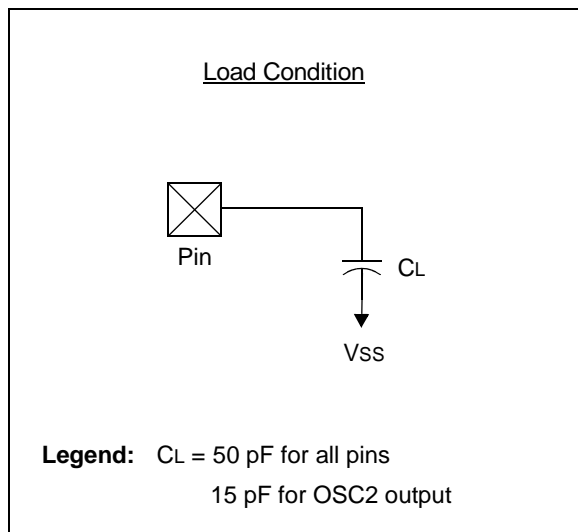 Load Condition
Pin
CL
VSS
Legend: CL = 50 pF for all pins
15 pF for OSC2 output